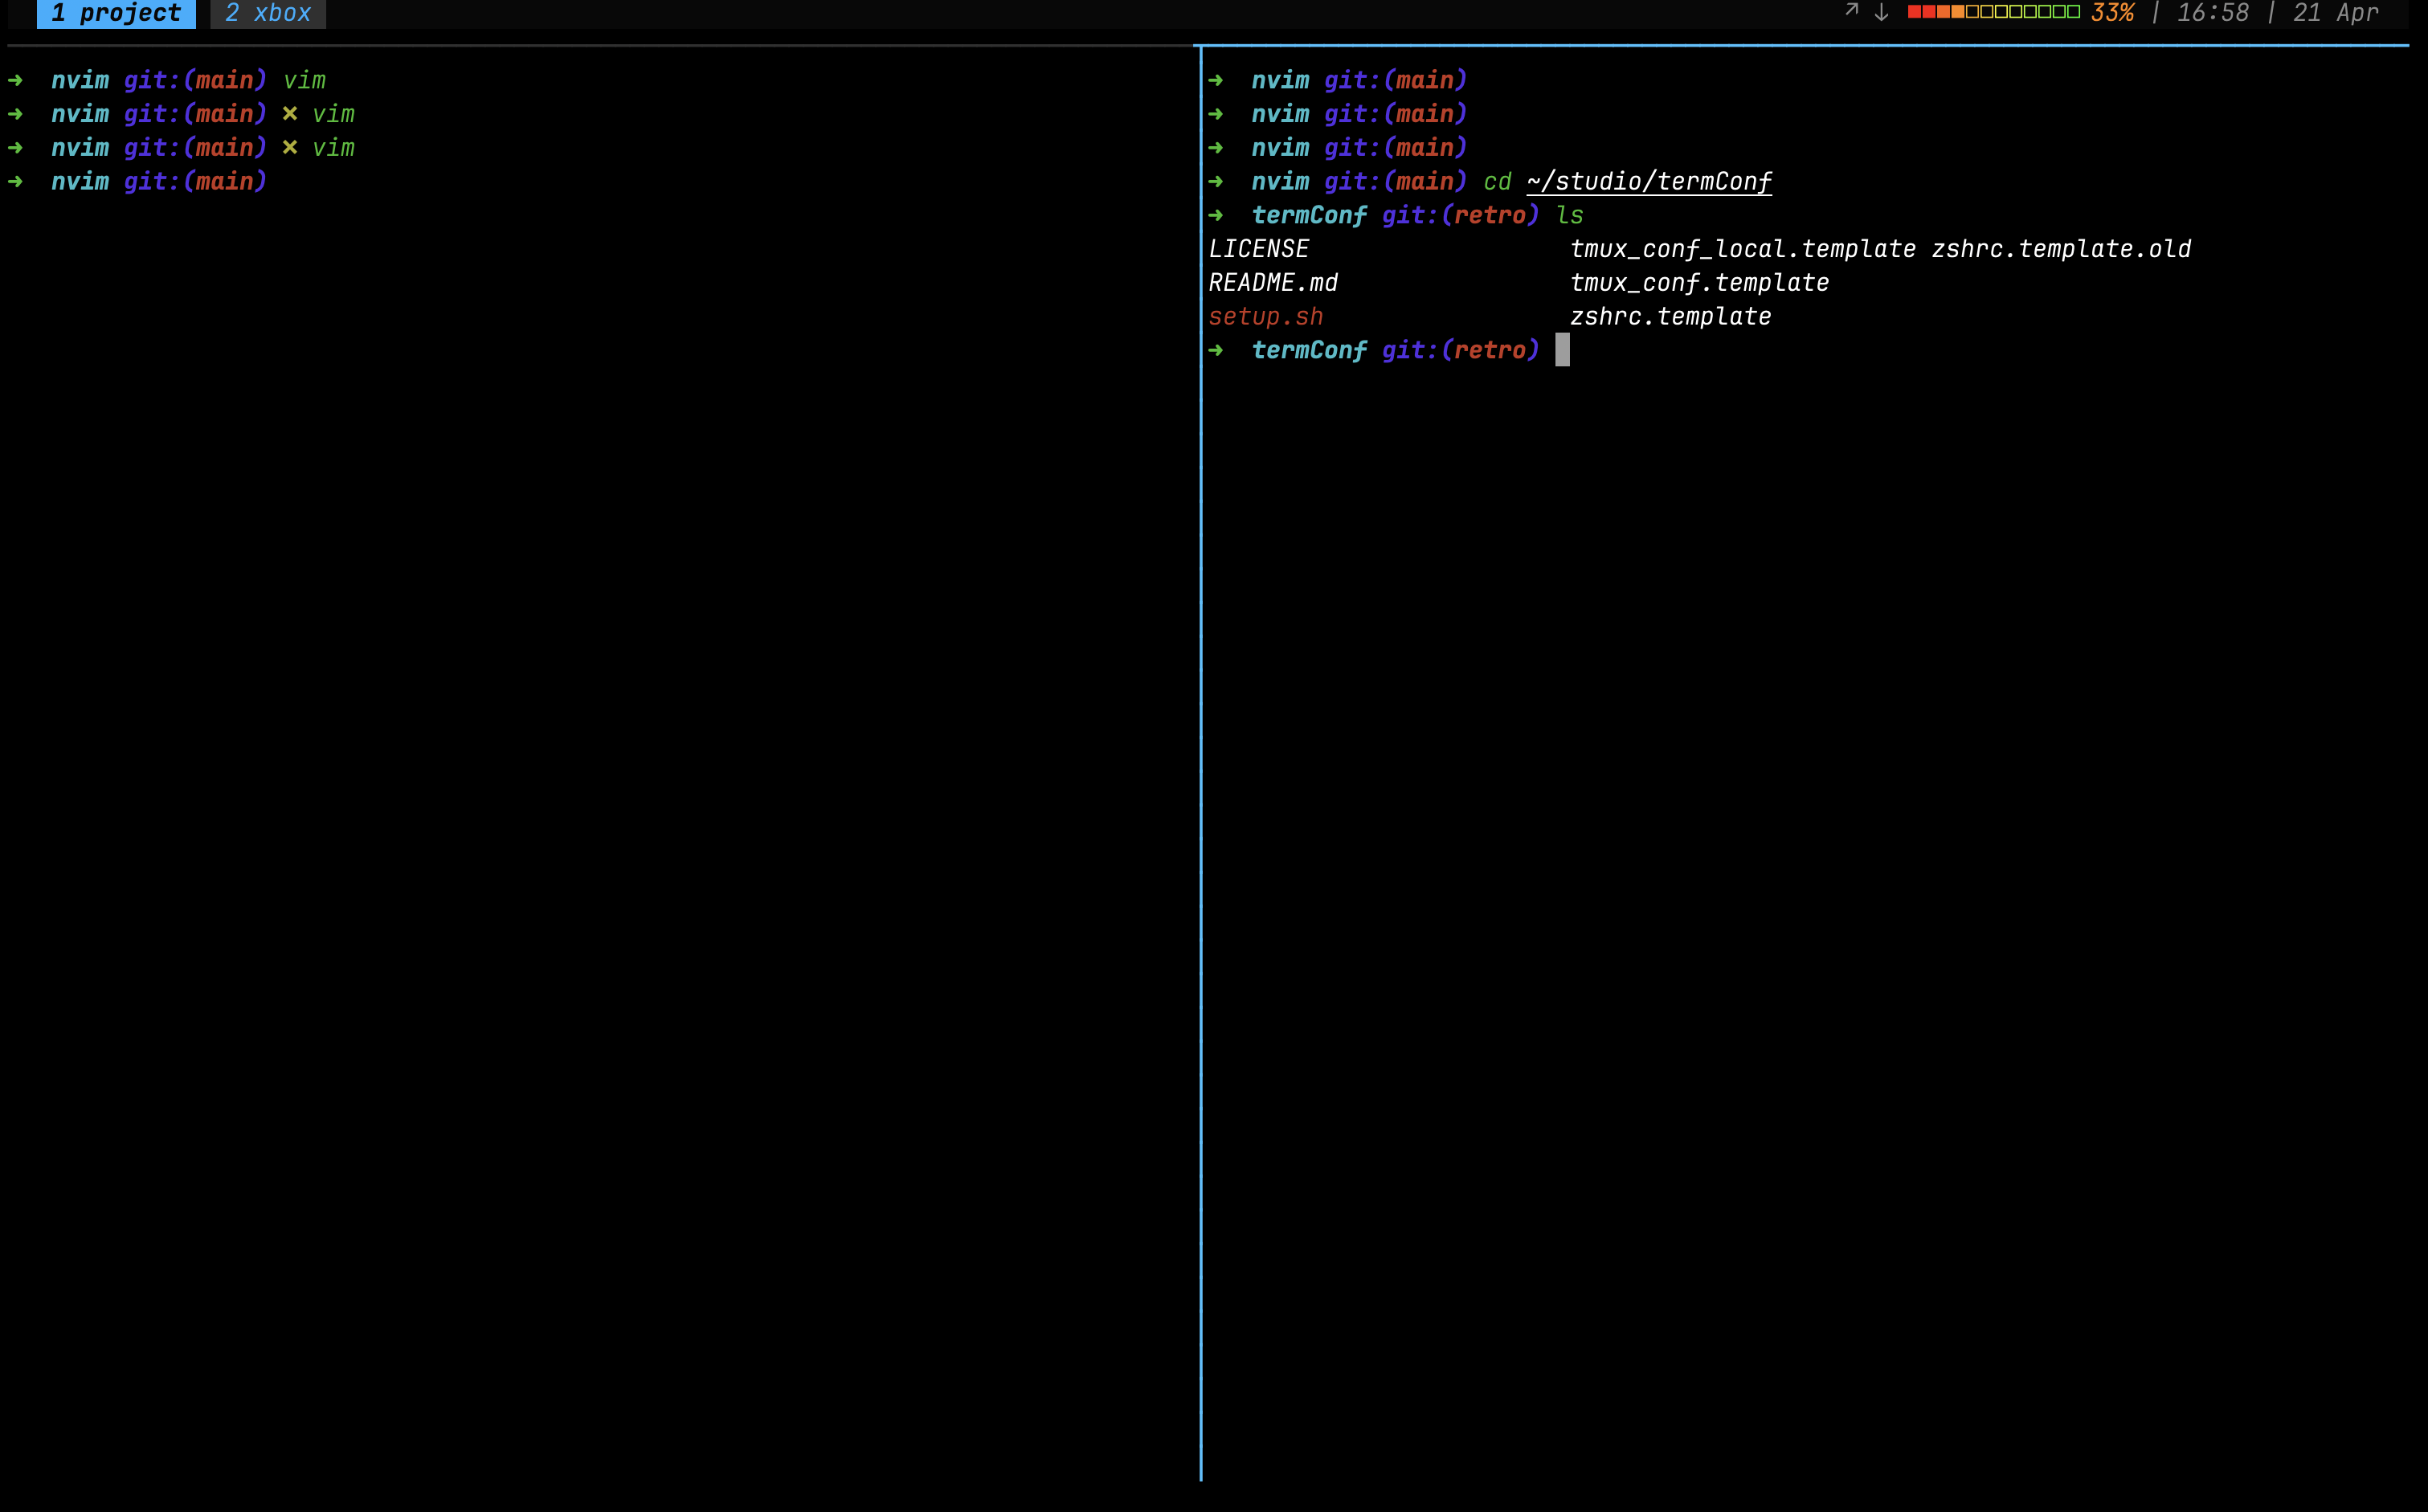 1 project 2 xbox ↗ ↓ 33% | 16:58 | 21 Apr
➜ nvim git:(main) vim
➜ nvim git:(main) ✗ vim
➜ nvim git:(main) ✗ vim
➜ nvim git:(main)
➜ nvim git:(main)
➜ nvim git:(main)
➜ nvim git:(main)
➜ nvim git:(main) cd ~/studio/termConf
➜ termConf git:(retro) ls
LICENSE tmux_conf_local.template zshrc.template.old
README.md tmux_conf.template
setup.sh zshrc.template
➜ termConf git:(retro)